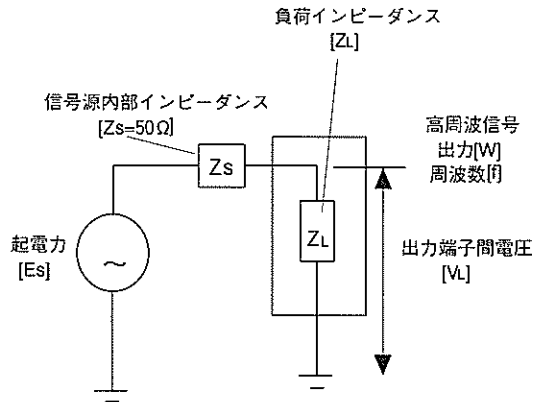 負荷インピーダンス
[ZL]
信号源内部インピーダンス
[Zs=50Ω]
高周波信号
出力[W]
周波数[f]
Zs
ZL
起電力
[Es]
～
出力端子間電圧
[VL]